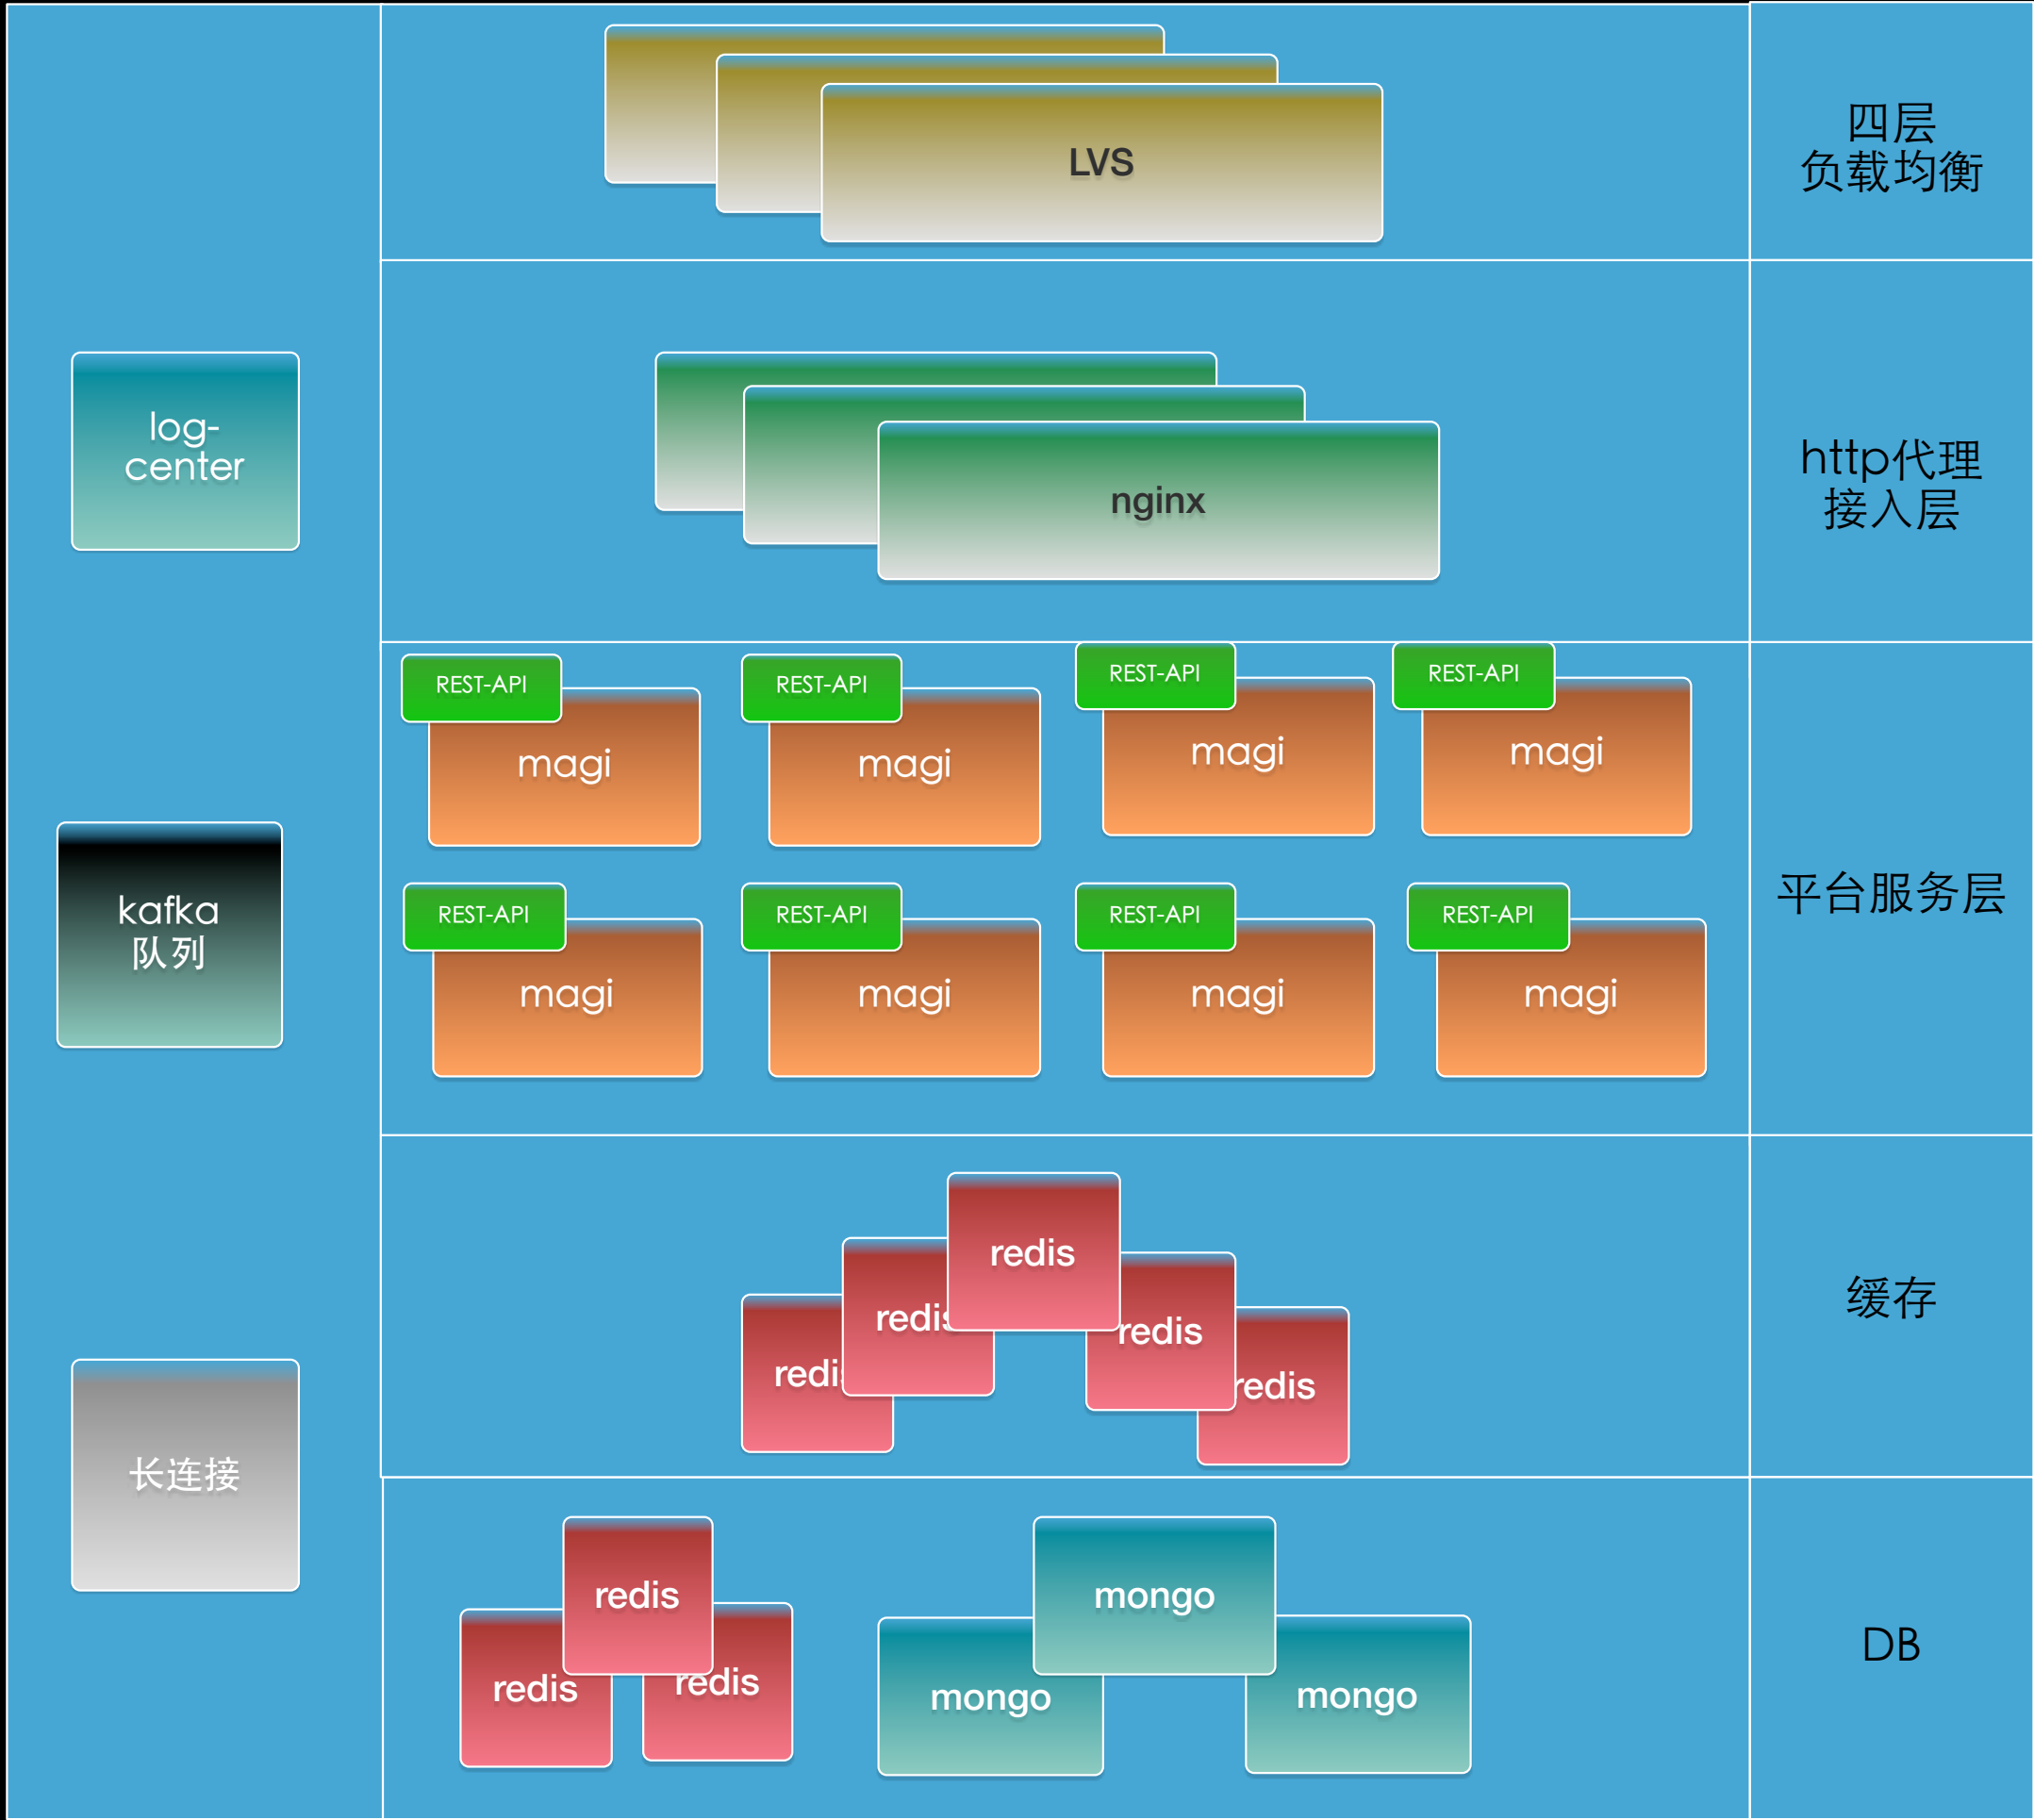 LVS
四层
负载均衡
log-
center
nginx
http代理
接入层
REST-API
REST-API
REST-API
REST-API
magi
magi
magi
magi
kafka
队列
REST-API
REST-API
REST-API
REST-API
magi
magi
magi
magi
平台服务层
redis
redis
redis
redis
redis
缓存
长连接
redis
redis
redis
mongo
mongo
mongo
DB